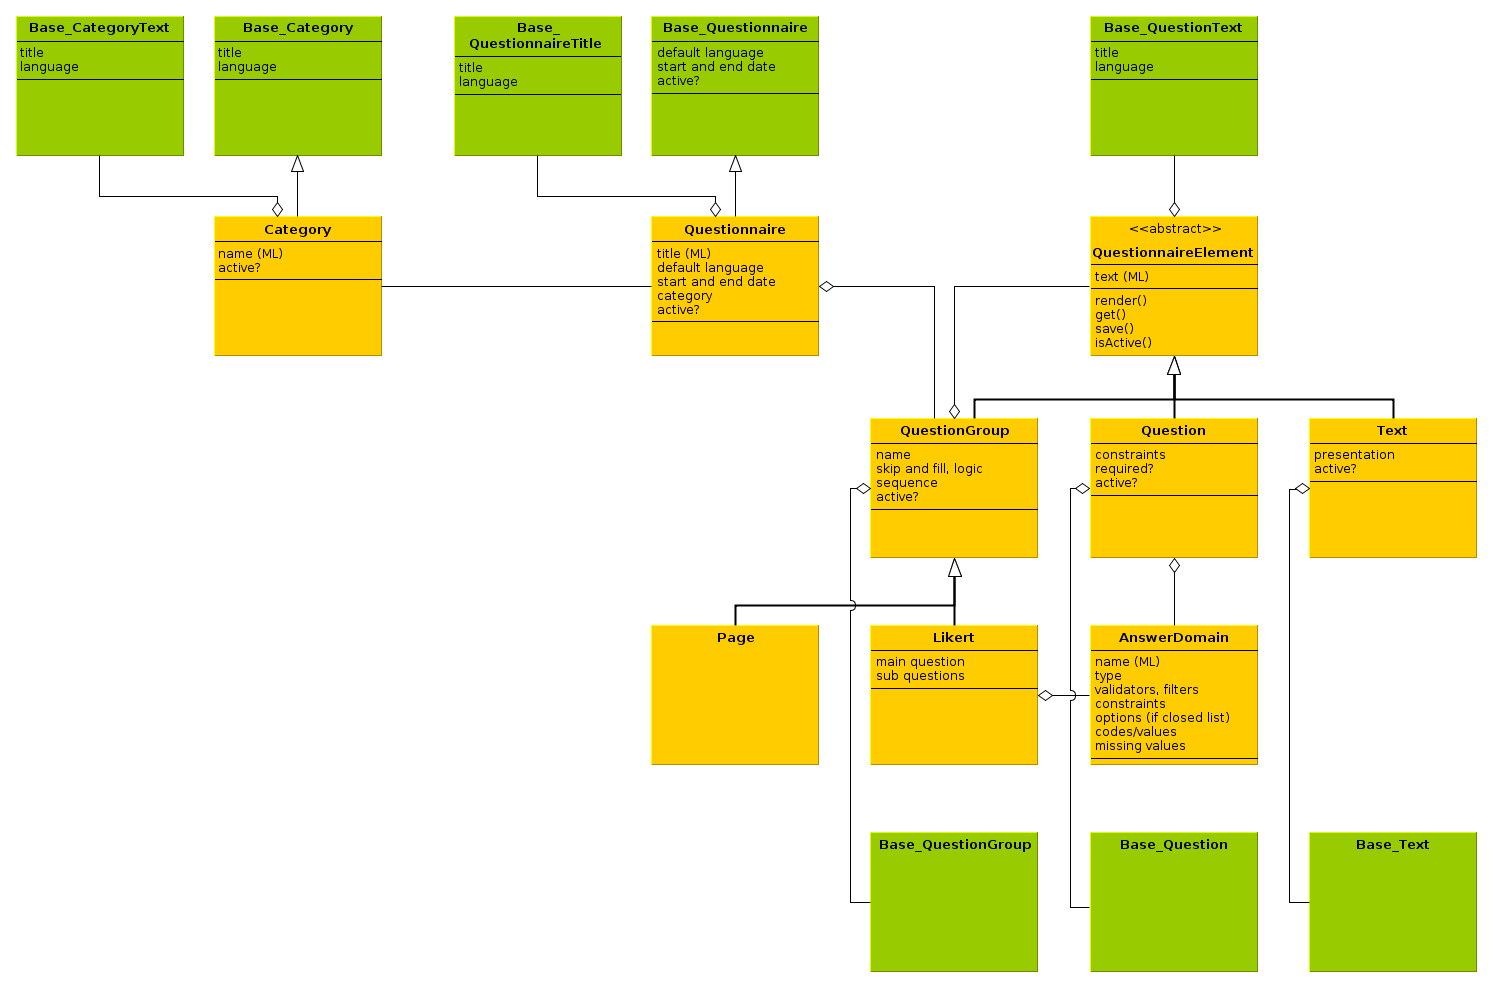 Base_CategoryText
title
language
Base_Category
title
language
Base_
QuestionnaireTitle
title
language
Base_Questionnaire
default language
start and end date
active?
Base_QuestionText
title
language
Category
name (ML)
active?
Questionnaire
title (ML)
default language
start and end date
category
active?
<<abstract>>
QuestionnaireElement
text (ML)
render()
get()
save()
isActive()
QuestionGroup
name
skip and fill, logic
sequence
active?
Question
constraints
required?
active?
Text
presentation
active?
Page
Likert
main question
sub questions
AnswerDomain
name (ML)
type
validators, filters
constraints
options (if closed list)
codes/values
missing values
Base_QuestionGroup
Base_Question
Base_Text